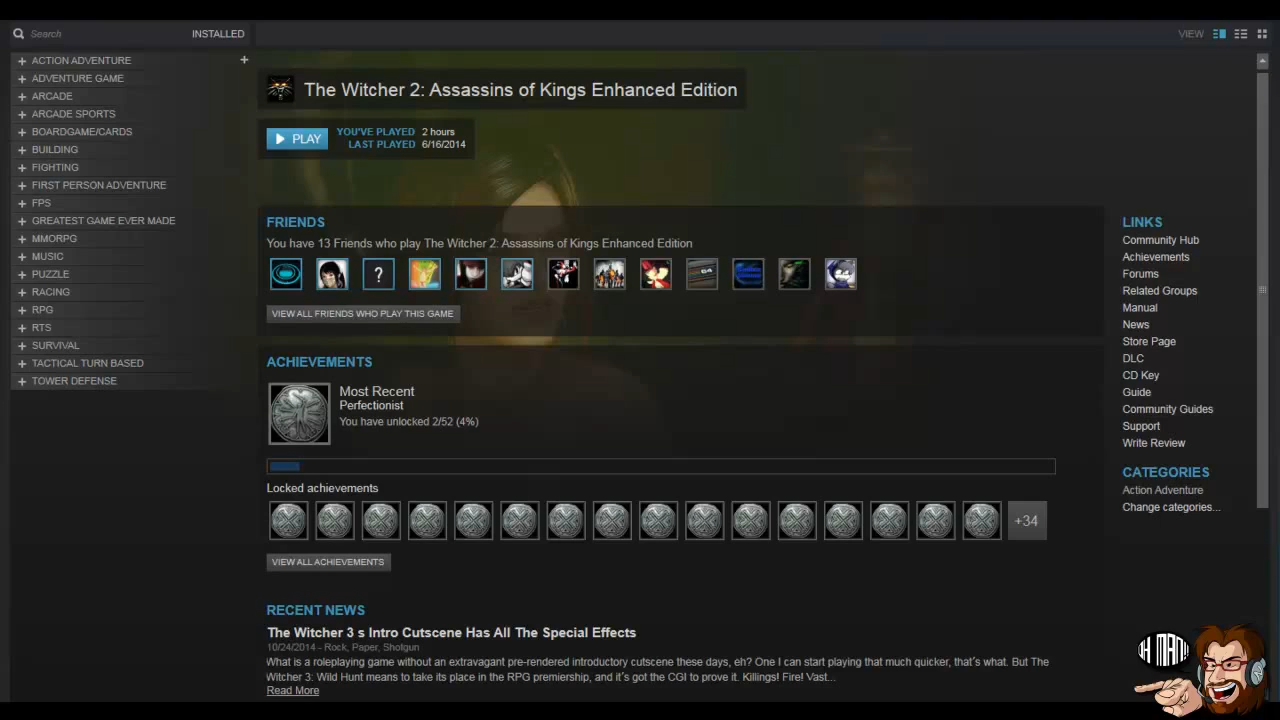 Search
INSTALLED
VIEW
ACTION ADVENTURE
ADVENTURE GAME
ARCADE
ARCADE SPORTS
BOARDGAME/CARDS
BUILDING
FIGHTING
FIRST PERSON ADVENTURE
FPS
GREATEST GAME EVER MADE
MMORPG
MUSIC
PUZZLE
RACING
RPG
RTS
SURVIVAL
TACTICAL TURN BASED
TOWER DEFENSE
The Witcher 2: Assassins of Kings Enhanced Edition
PLAY
YOU'VE PLAYED 2 hours
LAST PLAYED 6/16/2014
FRIENDS
You have 13 Friends who play The Witcher 2: Assassins of Kings Enhanced Edition
?
64
VIEW ALL FRIENDS WHO PLAY THIS GAME
ACHIEVEMENTS
Most Recent
Perfectionist
You have unlocked 2/52 (4%)
Locked achievements
+34
VIEW ALL ACHIEVEMENTS
RECENT NEWS
The Witcher 3 s Intro Cutscene Has All The Special Effects
10/24/2014 - Rock, Paper, Shotgun
What is a roleplaying game without an extravagant pre-rendered introductory cutscene these days, eh? One I can start playing that much quicker, that's what. But The
Witcher 3: Wild Hunt means to take its place in the RPG premiership, and it's got the CGI to prove it. Killings! Fire! Vast...
Read More
LINKS
Community Hub
Achievements
Forums
Related Groups
Manual
News
Store Page
DLC
CD Key
Guide
Community Guides
Support
Write Review
CATEGORIES
Action Adventure
Change categories...
OH MAN!